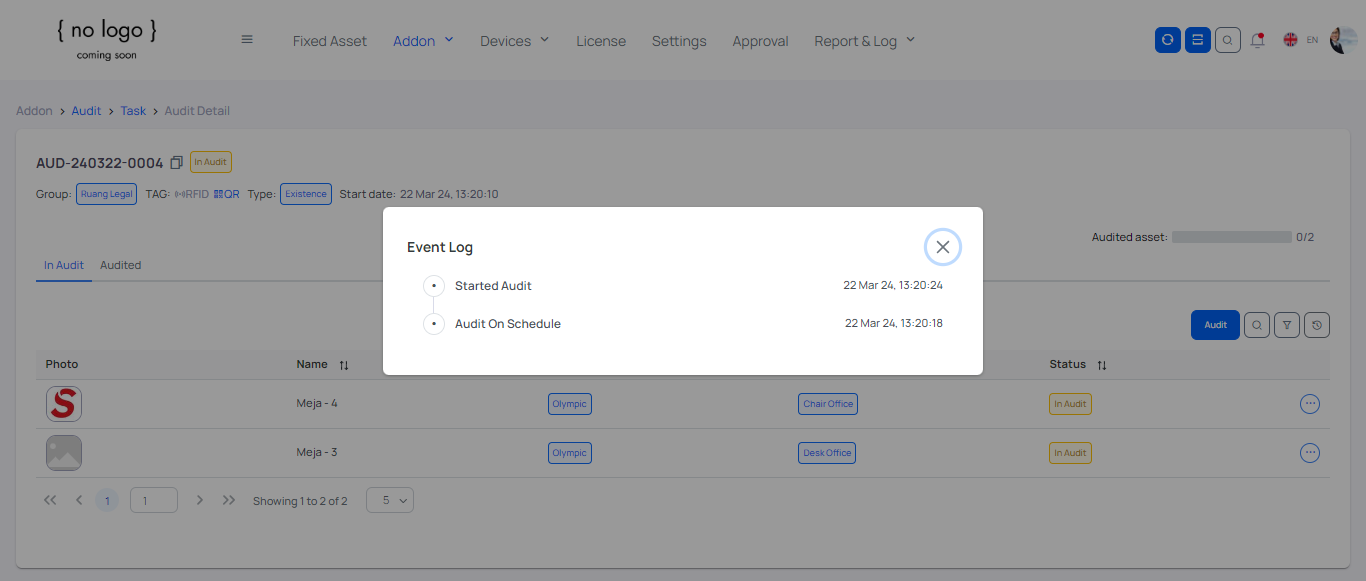 { no logo }
coming soon
Fixed Asset Addon Devices License Settings Approval Report & Log EN
Addon > Audit > Task > Audit Detail
AUD-240322-0004 In Audit
Group: Ruang Legal TAG: RFID QR Type: Existence Start date: 22 Mar 24, 13:20:10
Audited asset: 0/2
In Audit Audited
Event Log
Started Audit 22 Mar 24, 13:20:24
Audit On Schedule 22 Mar 24, 13:20:18
Audit
Photo Name Status
S Meja - 4 Olympic Chair Office In Audit
Meja - 3 Olympic Desk Office In Audit
1 1 Showing 1 to 2 of 2 5